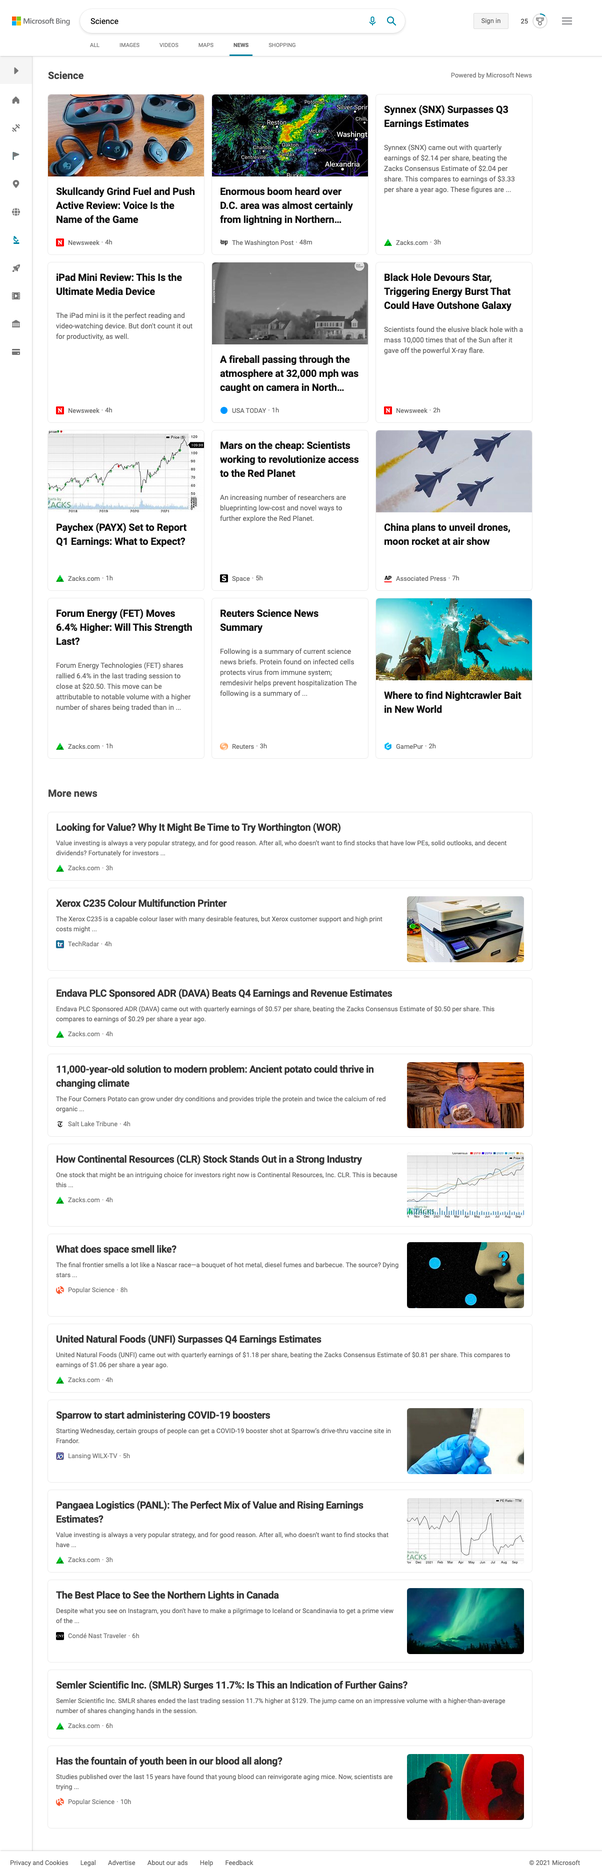 Microsoft Bing
Science
Sign in
25
ALL IMAGES VIDEOS MAPS NEWS SHOPPING
Science
Powered by Microsoft News
Skullcandy Grind Fuel and Push
Active Review: Voice Is the
Name of the Game
Newsweek · 4h
Reston
Washingt
Alexandria
Enormous boom heard over
D.C. area was almost certainly
from lightning in Northern...
The Washington Post · 48m
Synnex (SNX) Surpasses Q3
Earnings Estimates
Synnex (SNX) came out with quarterly
earnings of $2.14 per share, beating the
Zacks Consensus Estimate of $2.04 per
share. This compares to earnings of $3.33
per share a year ago. These figures are ...
Zacks.com · 3h
iPad Mini Review: This Is the
Ultimate Media Device
The iPad mini is it the perfect reading and
video-watching device. But don't count it out
for productivity, as well.
Newsweek · 4h
A fireball passing through the
atmosphere at 32,000 mph was
caught on camera in North...
USA TODAY · 1h
Black Hole Devours Star,
Triggering Energy Burst That
Could Have Outshone Galaxy
Scientists found the elusive black hole with a
mass 10,000 times that of the Sun after it
gave off the powerful X-ray flare.
Newsweek · 2h
ZACKS
Paychex (PAYX) Set to Report
Q1 Earnings: What to Expect?
Zacks.com · 1h
Mars on the cheap: Scientists
working to revolutionize access
to the Red Planet
An increasing number of researchers are
blueprinting low-cost and novel ways to
further explore the Red Planet.
Space · 5h
China plans to unveil drones,
moon rocket at air show
AP Associated Press · 7h
Forum Energy (FET) Moves
6.4% Higher: Will This Strength
Last?
Forum Energy Technologies (FET) shares
rallied 6.4% in the last trading session to
close at $20.50. This move can be
attributable to notable volume with a higher
number of shares being traded than in ...
Zacks.com · 1h
Reuters Science News
Summary
Following is a summary of current science
news briefs. Protein found on infected cells
protects virus from immune system;
remdesivir helps prevent hospitalization The
following is a summary of ...
Reuters · 3h
Where to find Nightcrawler Bait
in New World
GamePur · 2h
More news
Looking for Value? Why It Might Be Time to Try Worthington (WOR)
Value investing is always a very popular strategy, and for good reason. After all, who doesn't want to find stocks that have low PEs, solid outlooks, and decent
dividends? Fortunately for investors ...
Zacks.com · 3h
Xerox C235 Colour Multifunction Printer
The Xerox C235 is a capable colour laser with many desirable features, but Xerox customer support and high print
costs might ...
tr TechRadar · 4h
Endava PLC Sponsored ADR (DAVA) Beats Q4 Earnings and Revenue Estimates
Endava PLC Sponsored ADR (DAVA) came out with quarterly earnings of $0.57 per share, beating the Zacks Consensus Estimate of $0.50 per share. This
compares to earnings of $0.29 per share a year ago.
Zacks.com · 4h
11,000-year-old solution to modern problem: Ancient potato could thrive in
changing climate
The Four Corners Potato can grow under dry conditions and provides triple the protein and twice the calcium of red
organic ...
Salt Lake Tribune · 4h
How Continental Resources (CLR) Stock Stands Out in a Strong Industry
One stock that might be an intriguing choice for investors right now is Continental Resources, Inc. CLR. This is because
this ...
Zacks.com · 4h
What does space smell like?
The final frontier smells a lot like a Nascar race—a bouquet of hot metal, diesel fumes and barbecue. The source? Dying
stars ...
Popular Science · 8h
United Natural Foods (UNFI) Surpasses Q4 Earnings Estimates
United Natural Foods (UNFI) came out with quarterly earnings of $1.18 per share, beating the Zacks Consensus Estimate of $0.81 per share. This compares to
earnings of $1.06 per share a year ago.
Zacks.com · 4h
Sparrow to start administering COVID-19 boosters
Starting Wednesday, certain groups of people can get a COVID-19 booster shot at Sparrow's drive-thru vaccine site in
Frandor.
Lansing WILX-TV · 5h
Pangaea Logistics (PANL): The Perfect Mix of Value and Rising Earnings
Estimates?
Value investing is always a very popular strategy, and for good reason. After all, who doesn't want to find stocks that
have ...
Zacks.com · 3h
ZACKS
The Best Place to See the Northern Lights in Canada
Despite what you see on Instagram, you don't have to make a pilgrimage to Iceland or Scandinavia to get a prime view
of the ...
Condé Nast Traveler · 6h
Semler Scientific Inc. (SMLR) Surges 11.7%: Is This an Indication of Further Gains?
Semler Scientific Inc. SMLR shares ended the last trading session 11.7% higher at $129. The jump came on an impressive volume with a higher-than-average
number of shares changing hands in the session.
Zacks.com · 6h
Has the fountain of youth been in our blood all along?
Studies published over the last 15 years have found that young blood can reinvigorate aging mice. Now, scientists are
trying ...
Popular Science · 10h
Privacy and Cookies Legal Advertise About our ads Help Feedback © 2021 Microsoft